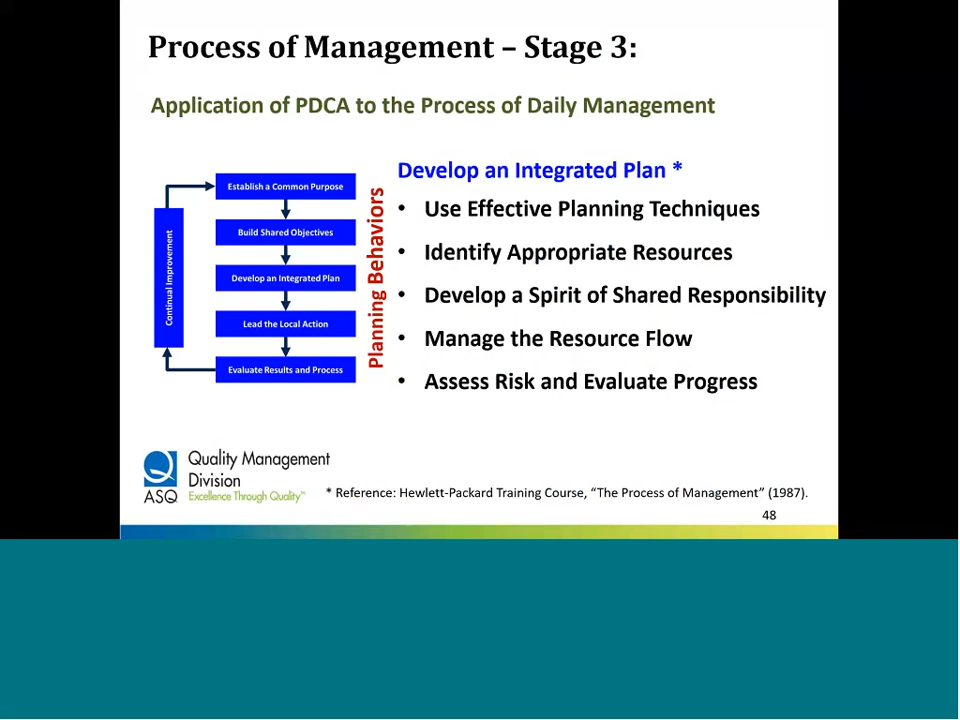 Process of Management – Stage 3:
Application of PDCA to the Process of Daily Management
Establish a Common Purpose
Build Shared Objectives
Develop an Integrated Plan
Lead the Local Action
Evaluate Results and Process
Continual Improvement
Planning Behaviors
Develop an Integrated Plan *
• Use Effective Planning Techniques
• Identify Appropriate Resources
• Develop a Spirit of Shared Responsibility
• Manage the Resource Flow
• Assess Risk and Evaluate Progress
ASQ
Quality Management
Division
Excellence Through Quality™
* Reference: Hewlett-Packard Training Course, “The Process of Management” (1987).
48